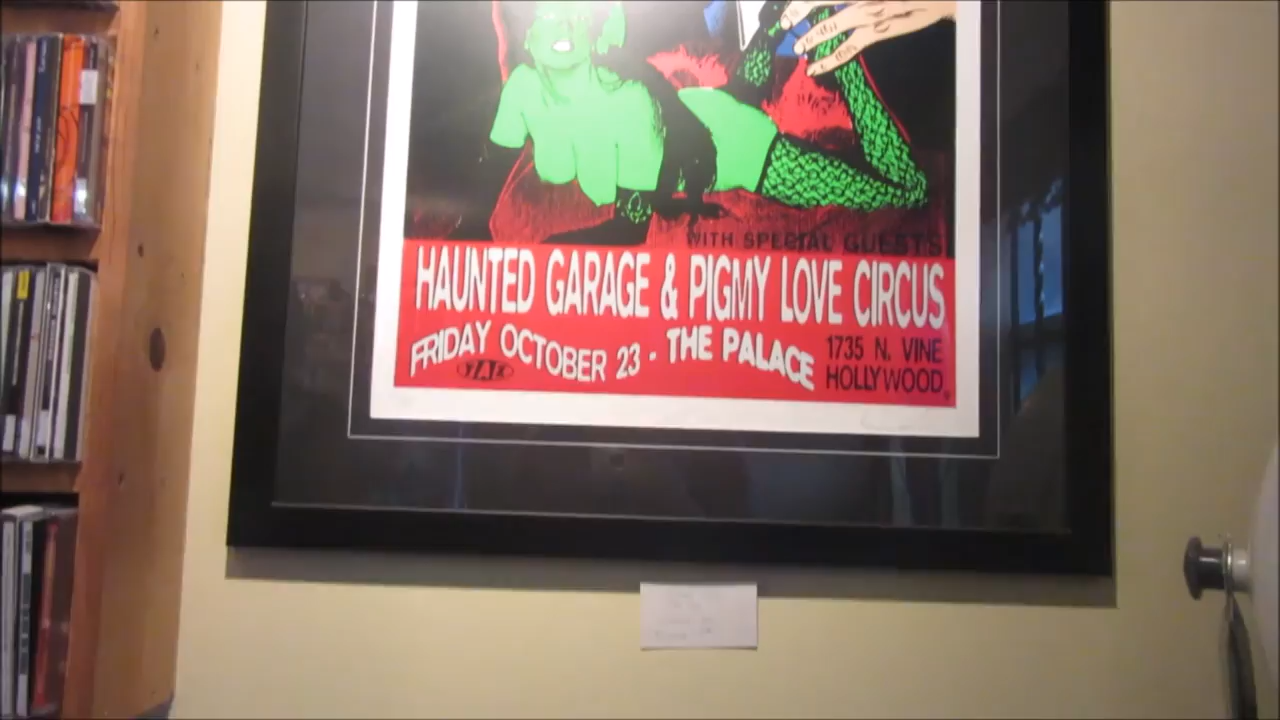 WITH SPECIAL GUESTS
HAUNTED GARAGE & PIGMY LOVE CIRCUS
FRIDAY OCTOBER 23 - THE PALACE
1735 N. VINE
HOLLYWOOD